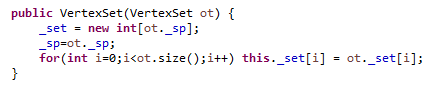 public VertexSet(VertexSet ot) {
    _set = new int[ot._sp];
    _sp=ot._sp;
    for(int i=0;i<ot.size();i++) this._set[i] = ot._set[i];
}